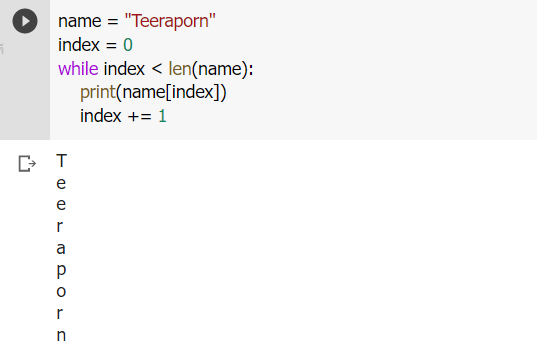 name = "Teeraporn"
index = 0
while index < len(name):
    print(name[index])
    index += 1
T
e
e
r
a
p
o
r
n